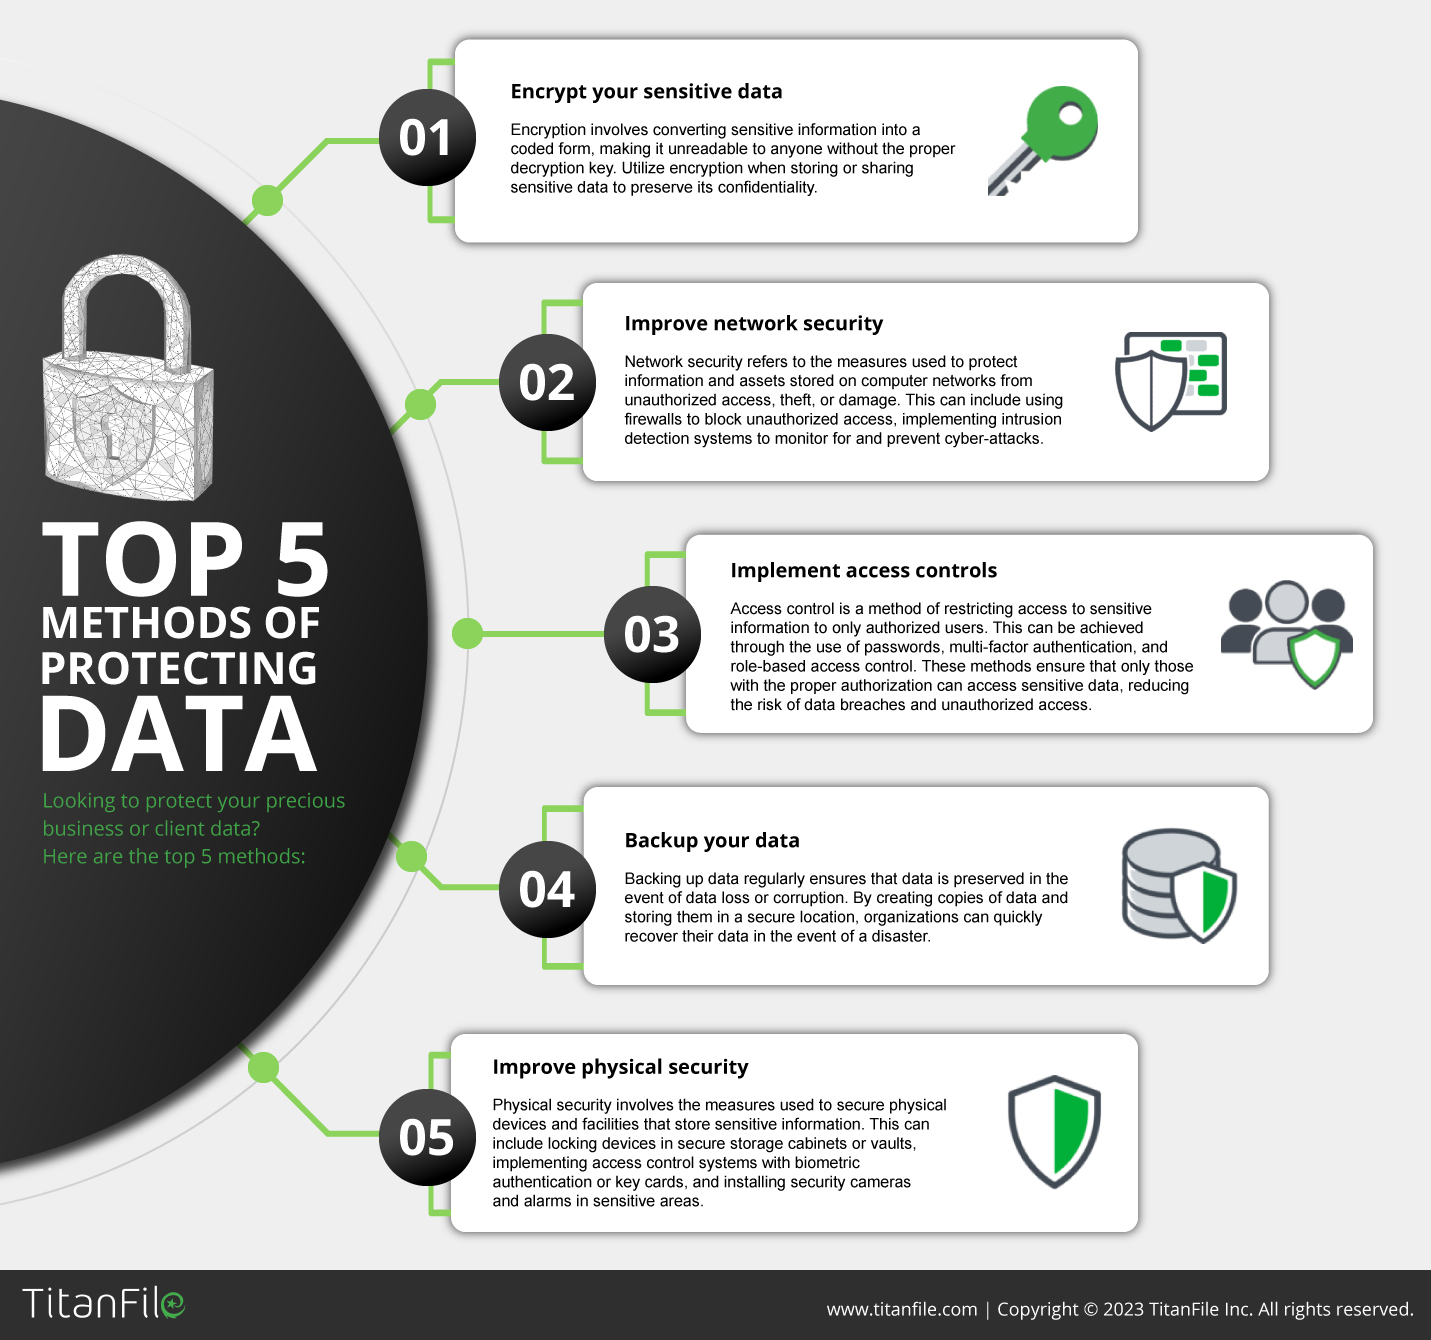 TOP 5
METHODS OF
PROTECTING
DATA
Looking to protect your precious
business or client data?
Here are the top 5 methods:
01
Encrypt your sensitive data
Encryption involves converting sensitive information into a
coded form, making it unreadable to anyone without the proper
decryption key. Utilize encryption when storing or sharing
sensitive data to preserve its confidentiality.
02
Improve network security
Network security refers to the measures used to protect
information and assets stored on computer networks from
unauthorized access, theft, or damage. This can include using
firewalls to block unauthorized access, implementing intrusion
detection systems to monitor for and prevent cyber-attacks.
03
Implement access controls
Access control is a method of restricting access to sensitive
information to only authorized users. This can be achieved
through the use of passwords, multi-factor authentication, and
role-based access control. These methods ensure that only those
with the proper authorization can access sensitive data, reducing
the risk of data breaches and unauthorized access.
04
Backup your data
Backing up data regularly ensures that data is preserved in the
event of data loss or corruption. By creating copies of data and
storing them in a secure location, organizations can quickly
recover their data in the event of a disaster.
05
Improve physical security
Physical security involves the measures used to secure physical
devices and facilities that store sensitive information. This can
include locking devices in secure storage cabinets or vaults,
implementing access control systems with biometric
authentication or key cards, and installing security cameras
and alarms in sensitive areas.
TitanFile
www.titanfile.com | Copyright © 2023 TitanFile Inc. All rights reserved.